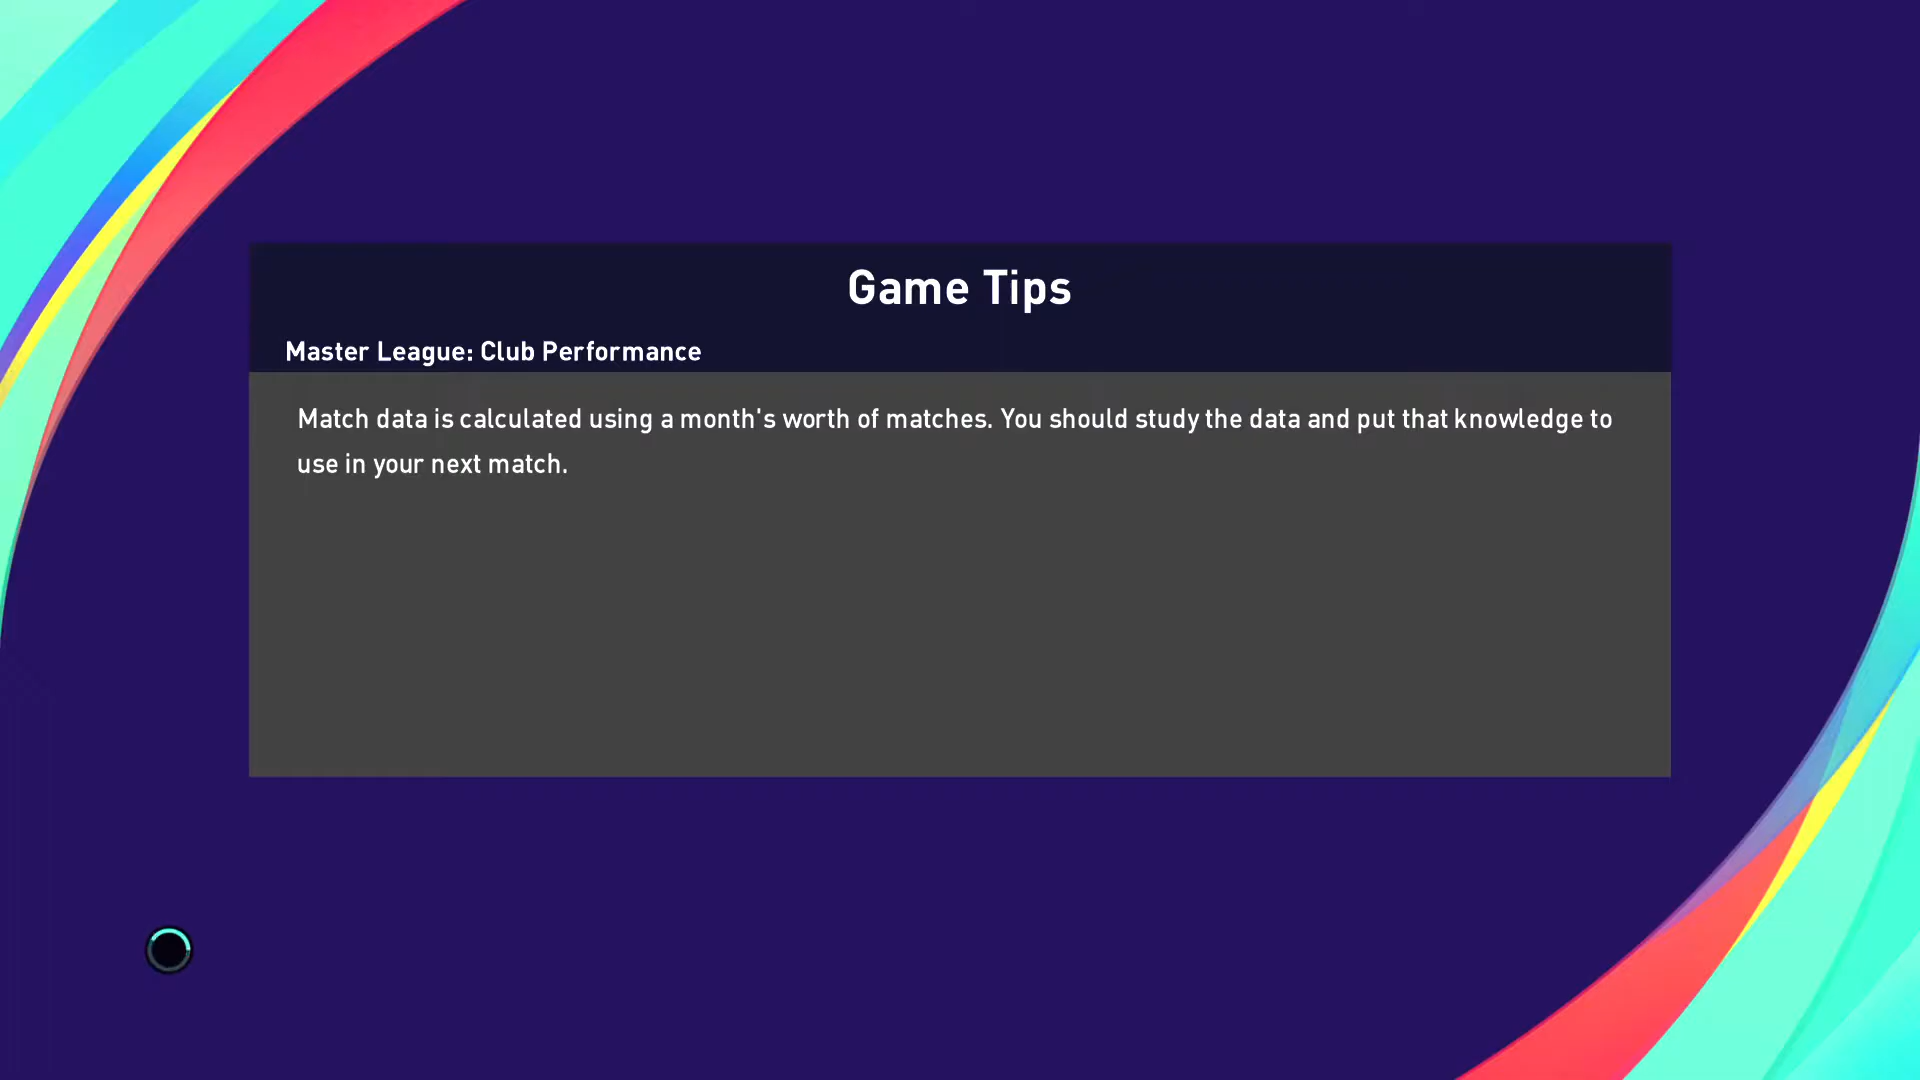 Game Tips
Master League: Club Performance
Match data is calculated using a month's worth of matches. You should study the data and put that knowledge to
use in your next match.